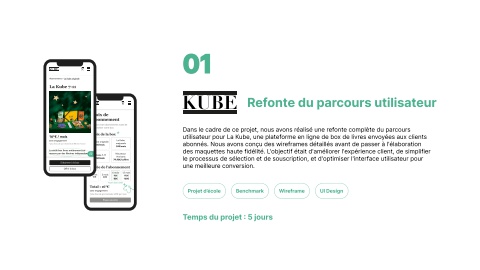 01
KUBE
Refonte du parcours utilisateur
Dans le cadre de ce projet, nous avons réalisé une refonte complète du parcours
utilisateur pour La Kube, une plateforme en ligne de box de livres envoyées aux clients
abonnés. Nous avons conçu des wireframes détaillés avant de passer à l'élaboration
des maquettes haute fidélité. L'objectif était d'améliorer l'expérience client, de simplifier
le processus de sélection et de souscription, et d'optimiser l'interface utilisateur pour
une meilleure conversion.
Projet d'école
Benchmark
Wireframe
UI Design
Temps du projet : 5 jours
La Kube